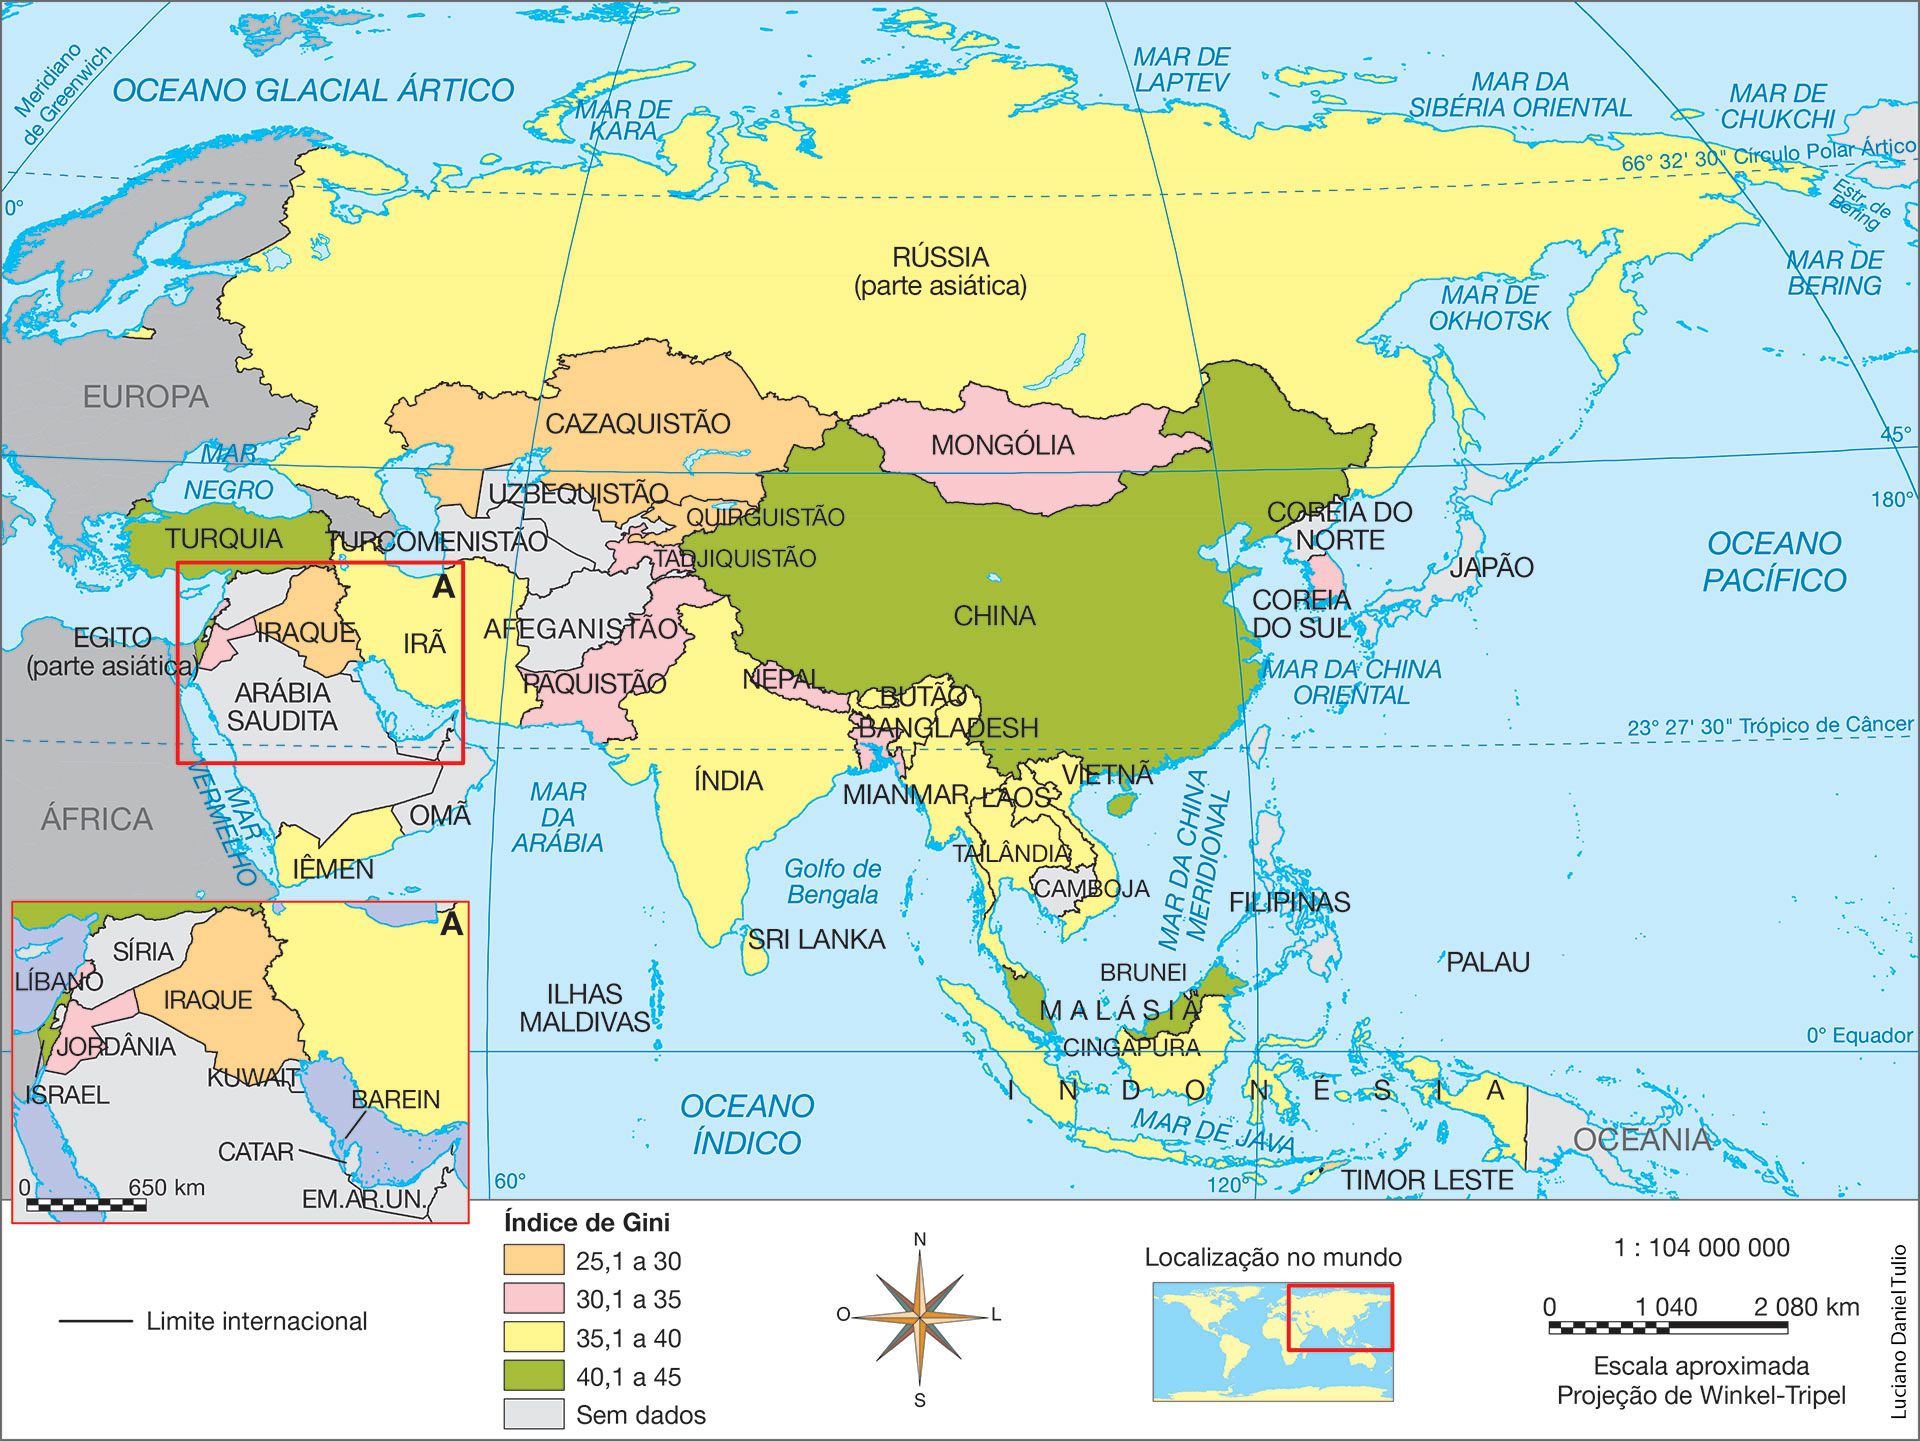 Meridiano
de Greenwich
OCEANO GLACIAL ÁRTICO
MAR DE
KARA
MAR DE
LAPTEV
MAR DA
SIBÉRIA ORIENTAL
MAR DE
CHUKCHI
66° 32' 30" Círculo Polar Ártico
Estr. de
Bering
0°
RÚSSIA
(parte asiática)
MAR DE
OKHOTSK
MAR DE
BERING
EUROPA
CAZAQUISTÃO
MONGÓLIA
45°
MAR
NEGRO
UZBEQUISTÃO
QUIRGUISTÃO
180°
COREIA DO
NORTE
TURQUIA
TURCOMENISTÃO
TADJIQUISTÃO
JAPÃO
OCEANO
PACÍFICO
A
CHINA
COREIA
DO SUL
EGITO
(parte asiática)
IRAQUE
IRÃ
AFEGANISTÃO
PAQUISTÃO
NEPAL
BUTÃO
BANGLADESH
MAR DA CHINA
ORIENTAL
ARÁBIA
SAUDITA
23° 27' 30" Trópico de Câncer
ÍNDIA
MIANMAR
LAOS
VIETNÃ
ÁFRICA
MAR
VERMELHO
OMÃ
IÊMEN
MAR
DA
ARÁBIA
Golfo de
Bengala
TAILÂNDIA
CAMBOJA
MAR DA CHINA
MERIDIONAL
FILIPINAS
SRI LANKA
ILHAS
MALDIVAS
BRUNEI
MALÁSIA
CINGAPURA
PALAU
0° Equador
INDONÉSIA
OCEANO
ÍNDICO
MAR DE JAVA
OCEANIA
TIMOR LESTE
60°
120°
A
SÍRIA
LÍBANO
IRAQUE
JORDÂNIA
ISRAEL
KUWAIT
BAREIN
CATAR
EM.AR.UN.
0 650 km
Limite internacional
Índice de Gini
25,1 a 30
30,1 a 35
35,1 a 40
40,1 a 45
Sem dados
N
O
L
S
Localização no mundo
1 : 104 000 000
0 1 040 2 080 km
Escala aproximada
Projeção de Winkel-Tripel
Luciano Daniel Tulio